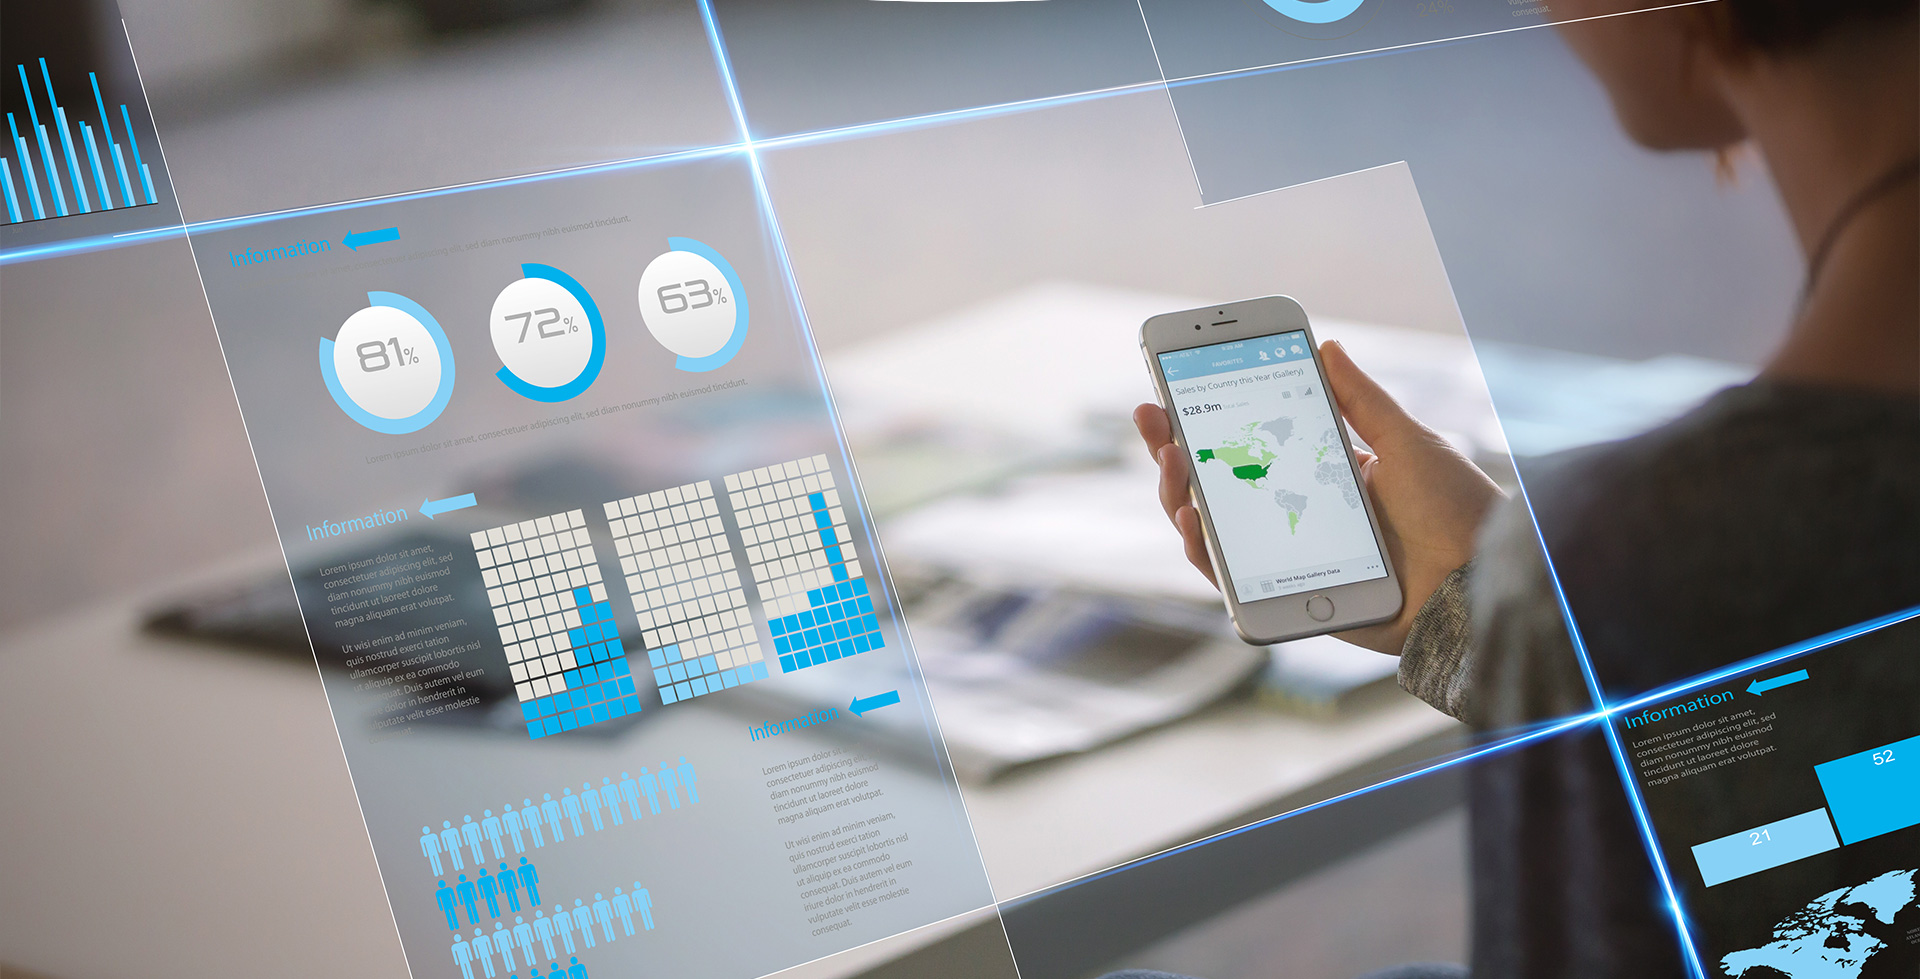 24%
consequat.
Information
elit, sed diam nonummy nibh euismod tincidunt.
81%
72%
63%
Lorem ipsum dolor sit amet, consectetuer adipiscing elit, sed diam nonummy nibh euismod tincidunt.
FAVORITES
Sales by Country this Year (Gallery)
$28.9m Total Sales
World Map Gallery Data
Information
Lorem ipsum dolor sit amet,
consectetuer adipiscing elit, sed
diam nonummy nibh euismod
tincidunt ut laoreet dolore
magna aliquam erat volutpat.
Ut wisi enim ad minim veniam,
quis nostrud exerci tation
ullamcorper suscipit lobortis nisl
ut aliquip ex ea commodo
consequat. Duis autem vel eum
dolor in hendrerit in
vulputate velit esse molestie
Information
Lorem ipsum dolor sit
consectetuer adipiscing
diam nonummy nibh euismod
tincidunt ut laoreet dolore
magna aliquam erat volutpat.
Ut wisi enim ad minim veniam,
quis nostrud exerci tation
ullamcorper suscipit lobortis nisl
ut aliquip ex ea commodo
consequat. Duis autem vel eum
iriure dolor in hendrerit in
vulputate velit esse molestie
consequat.
Information
Lorem ipsum dolor sit amet,
consectetuer adipiscing elit, sed
diam nonummy nibh euismod
tincidunt ut laoreet dolore
magna aliquam erat volutpat.
52
21